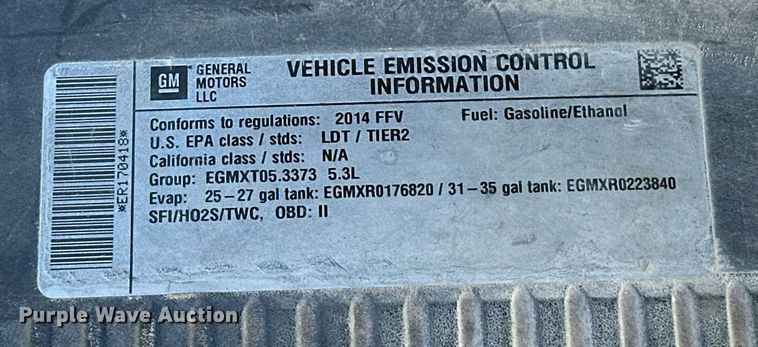 GM
GENERAL
MOTORS
LLC
VEHICLE EMISSION CONTROL
INFORMATION
Conforms to regulations: 2014 FFV Fuel: Gasoline/Ethanol
U.S. EPA class / stds: LDT / TIER2
California class / stds: N/A
Group: EGMXT05.3373 5.3L
Evap: 25-27 gal tank: EGMXR0176820 / 31-35 gal tank: EGMXR0223840
SFI/HO2S/TWC, OBD: II
*ER170418*
Purple Wave Auction